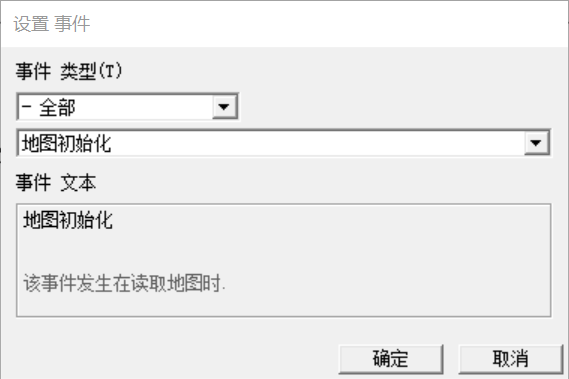 设置 事件
事件 类型(T)
- 全部
地图初始化
事件 文本
地图初始化
该事件发生在读取地图时.
确定 取消